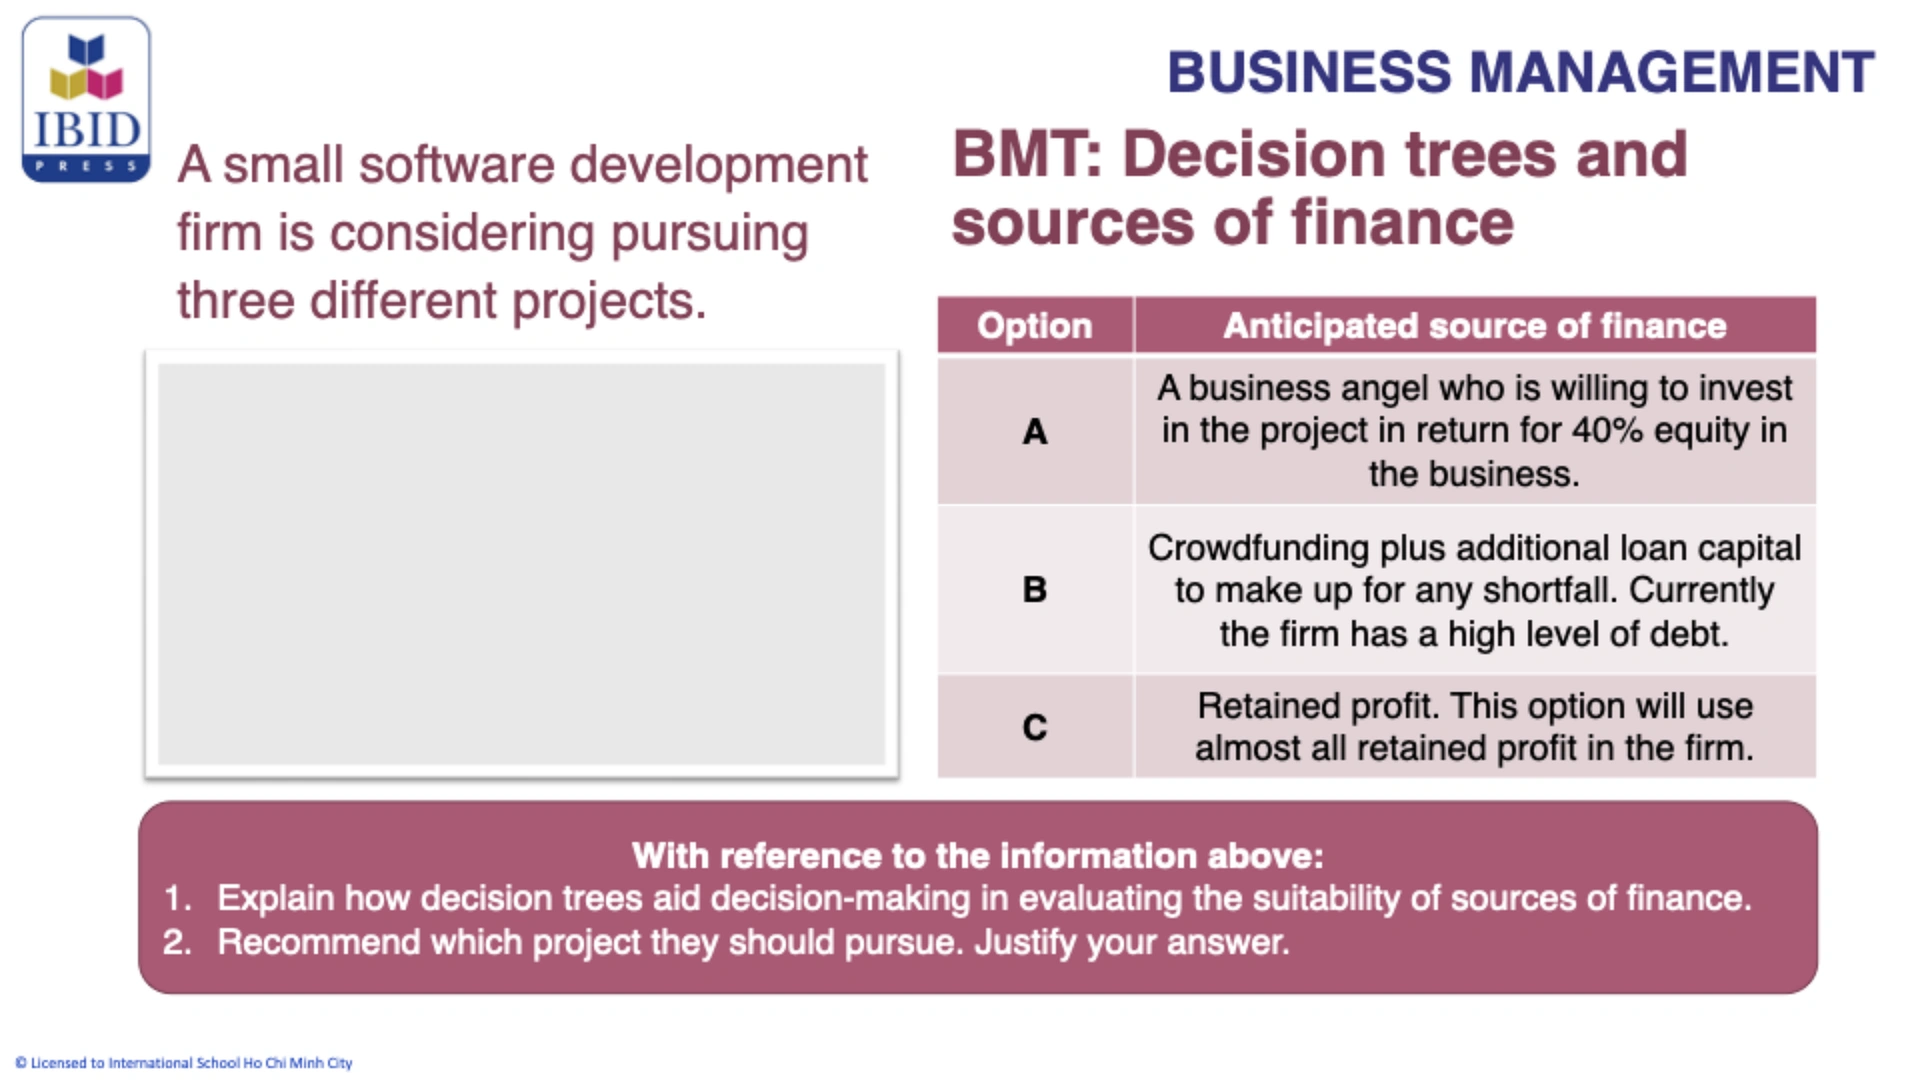 IBID
PRESS
BUSINESS MANAGEMENT
A small software development
firm is considering pursuing
three different projects.
BMT: Decision trees and
sources of finance
Option Anticipated source of finance
A
A business angel who is willing to invest
in the project in return for 40% equity in
the business.
B
Crowdfunding plus additional loan capital
to make up for any shortfall. Currently
the firm has a high level of debt.
C
Retained profit. This option will use
almost all retained profit in the firm.
With reference to the information above:
1. Explain how decision trees aid decision-making in evaluating the suitability of sources of finance.
2. Recommend which project they should pursue. Justify your answer.
© Licensed to International School Ho Chi Minh City